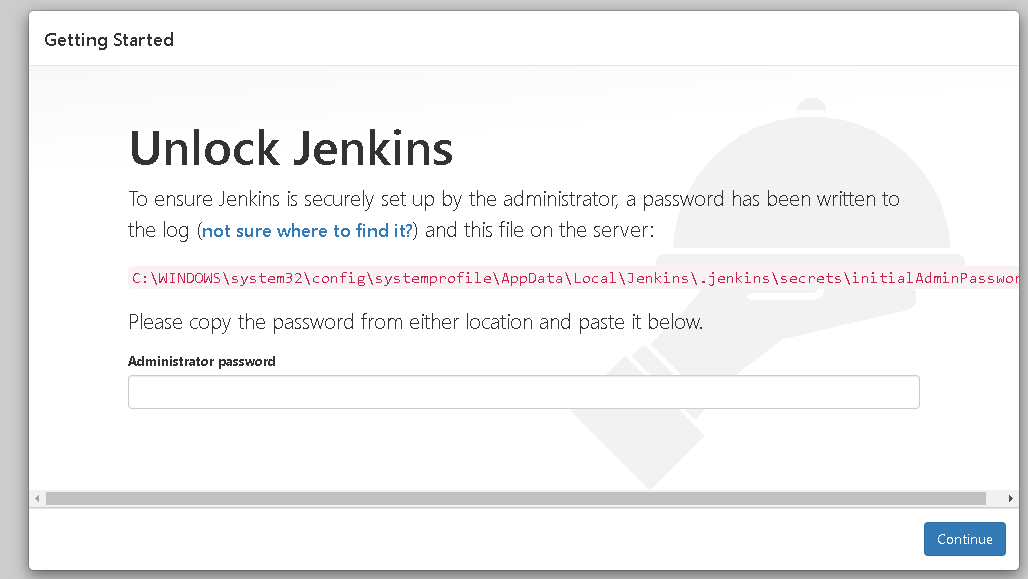 Getting Started
Unlock Jenkins
To ensure Jenkins is securely set up by the administrator, a password has been written to
the log (not sure where to find it?) and this file on the server:
C:\WINDOWS\system32\config\systemprofile\AppData\Local\Jenkins\.jenkins\secrets\initialAdminPasswor
Please copy the password from either location and paste it below.
Administrator password
Continue